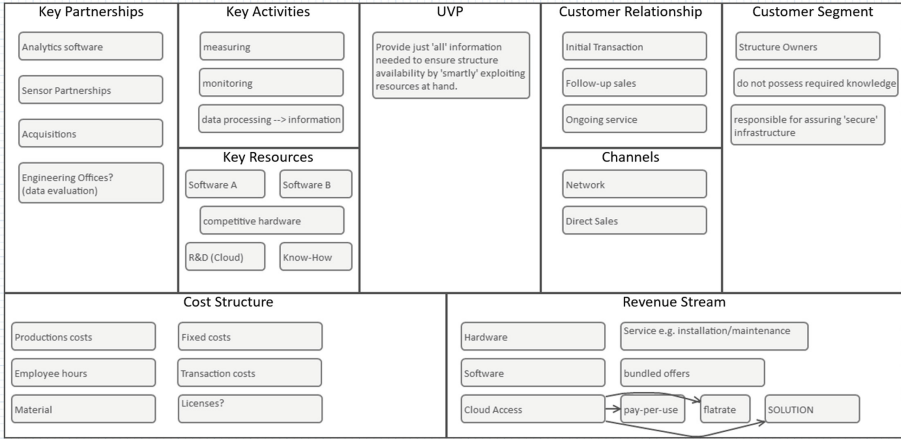 Key Partnerships
Analytics software
Sensor Partnerships
Acquisitions
Engineering Offices?
(data evaluation)
Key Activities
measuring
monitoring
data processing --> information
Key Resources
Software A
Software B
competitive hardware
R&D (Cloud)
Know-How
UVP
Provide just 'all' information
needed to ensure structure
availability by 'smartly' exploiting
resources at hand.
Customer Relationship
Initial Transaction
Follow-up sales
Ongoing service
Channels
Network
Direct Sales
Customer Segment
Structure Owners
do not possess required knowledge
responsible for assuring 'secure'
infrastructure
Cost Structure
Productions costs
Fixed costs
Employee hours
Transaction costs
Material
Licenses?
Revenue Stream
Hardware
Service e.g. installation/maintenance
Software
bundled offers
Cloud Access
pay-per-use
flatrate
SOLUTION